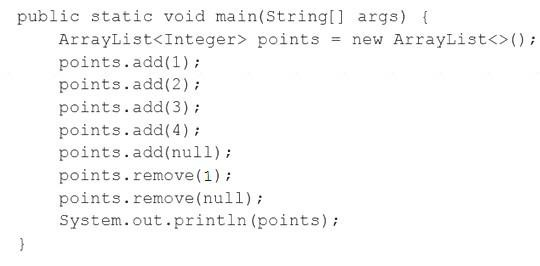 public static void main(String[] args) {
    ArrayList<Integer> points = new ArrayList<>();
    points.add(1);
    points.add(2);
    points.add(3);
    points.add(4);
    points.add(null);
    points.remove(1);
    points.remove(null);
    System.out.println(points);
}